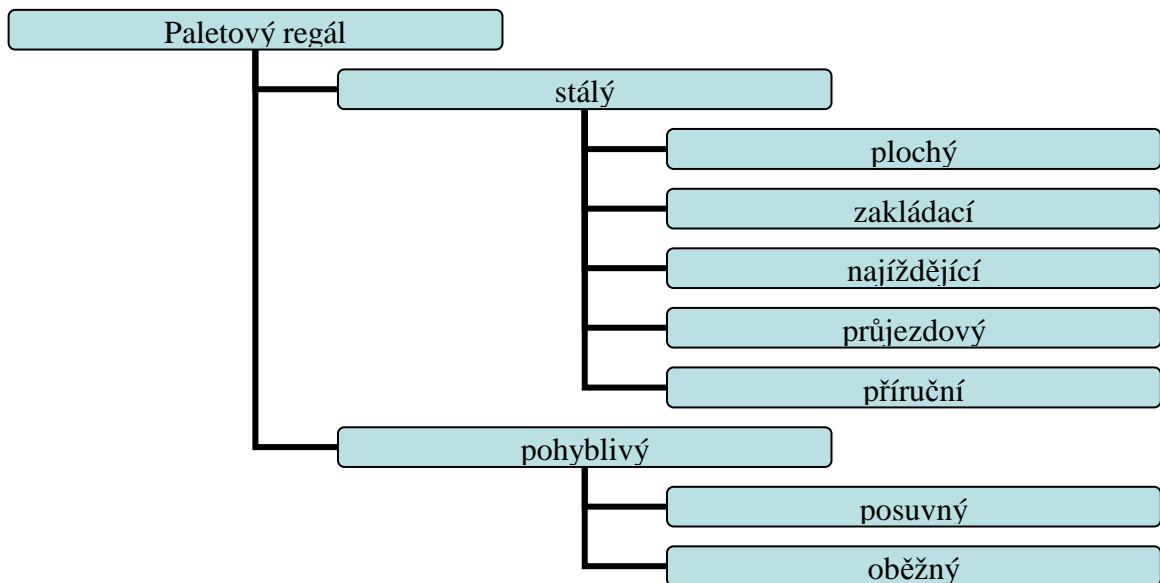 Paletový regál
stálý
plochý
zakládací
najíždějící
průjezdový
příruční
pohyblivý
posuvný
oběžný